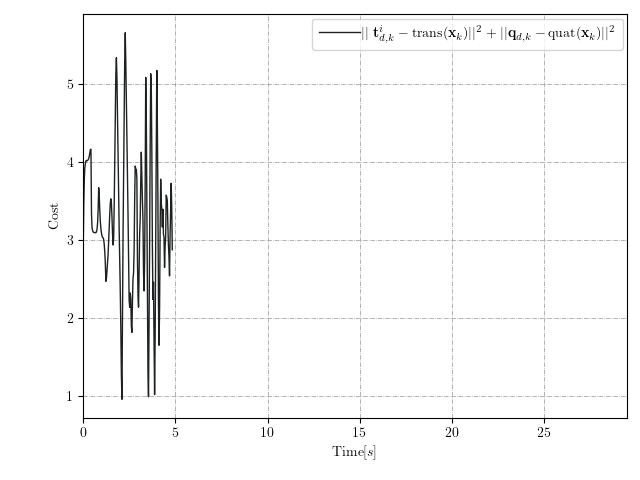 || t^i_{d,k} − trans(x_k)||² + ||q_{d,k} − quat(x_k)||²
5
4
3
2
1
Cost
0 5 10 15 20 25
Time[s]